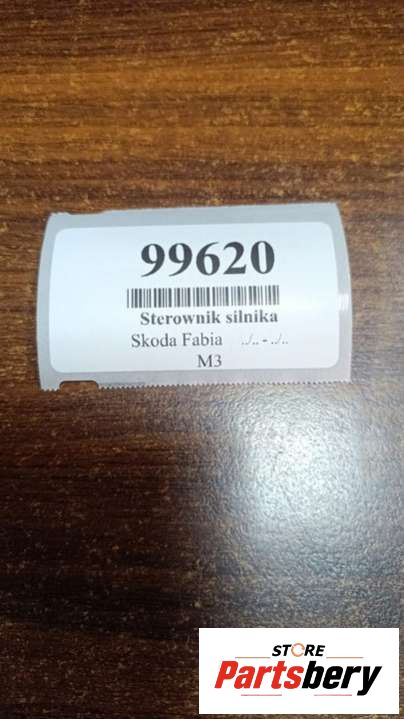 99620
Sterownik silnika
Skoda Fabia ../.. - ../..
M3
STORE
Partsbery